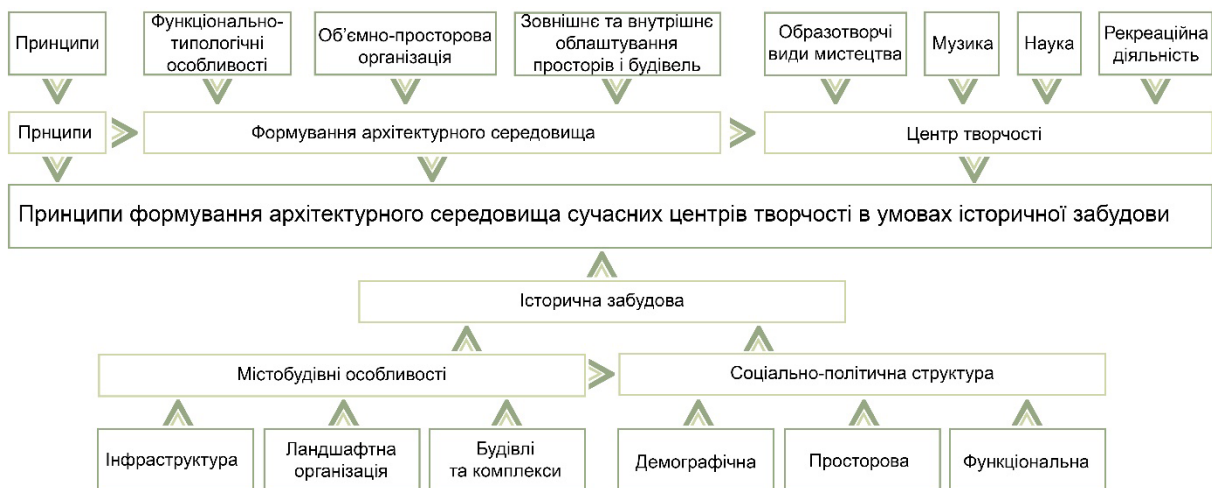 Принципи
Функціонально-
типологічні
особливості
Об’ємно-просторова
організація
Зовнішнє та внутрішнє
облаштування
просторів і будівель
Образотворчі
види мистецтва
Музика
Наука
Рекреаційна
діяльність
Прнципи
Формування архітектурного середовища
Центр творчості
Принципи формування архітектурного середовища сучасних центрів творчості в умовах історичної забудови
Історична забудова
Містобудівні особливості
Соціально-політична структура
Інфраструктура
Ландшафтна
організація
Будівлі
та комплекси
Демографічна
Просторова
Функціональна